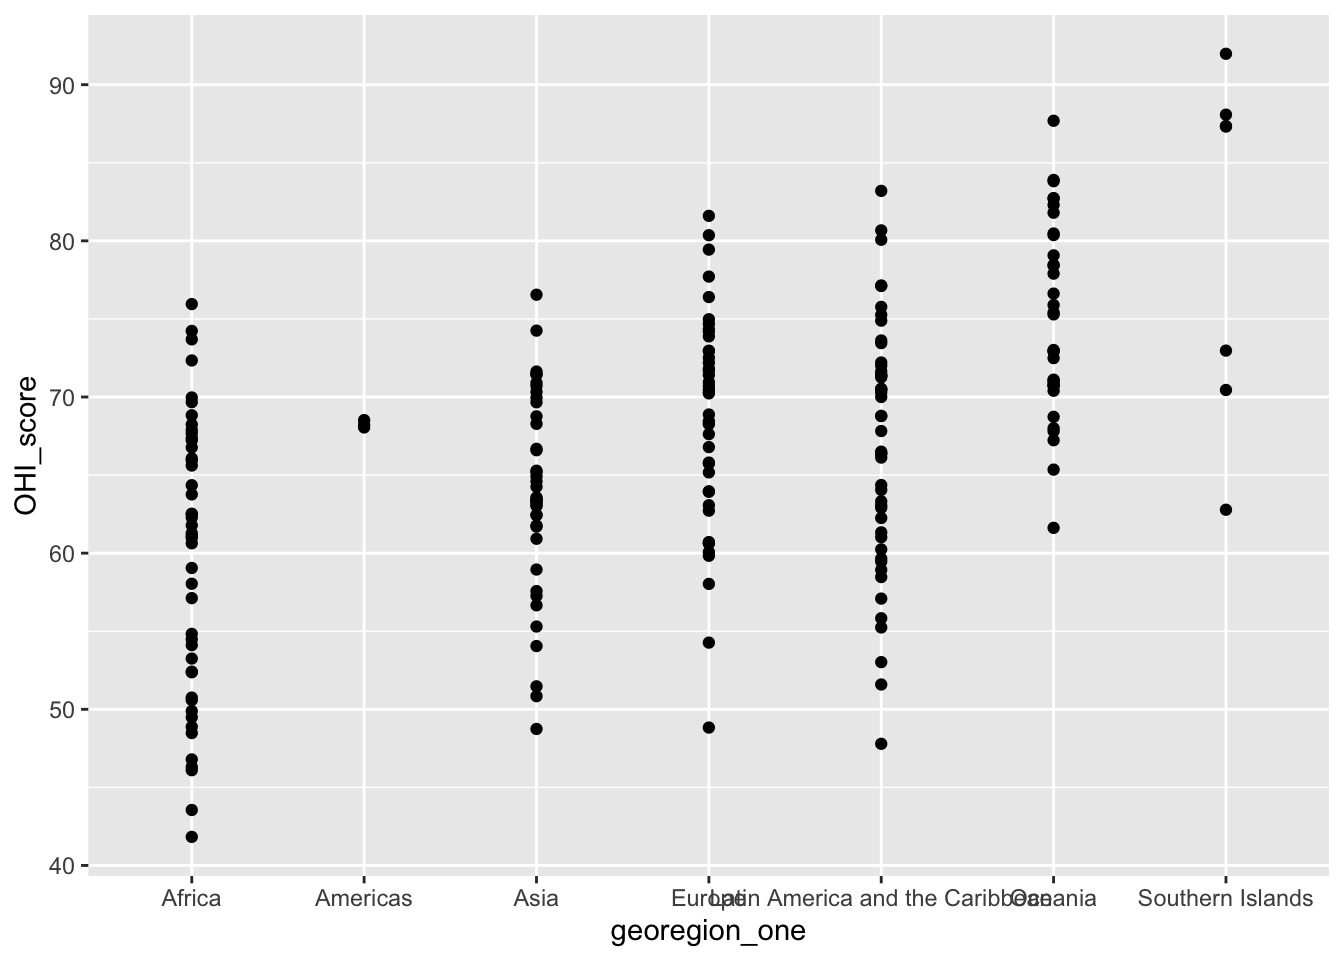 90
80
70
60
50
40
OHI_score
Africa Americas Asia Europe Latin America and the Caribbean Oceania Southern Islands
georegion_one